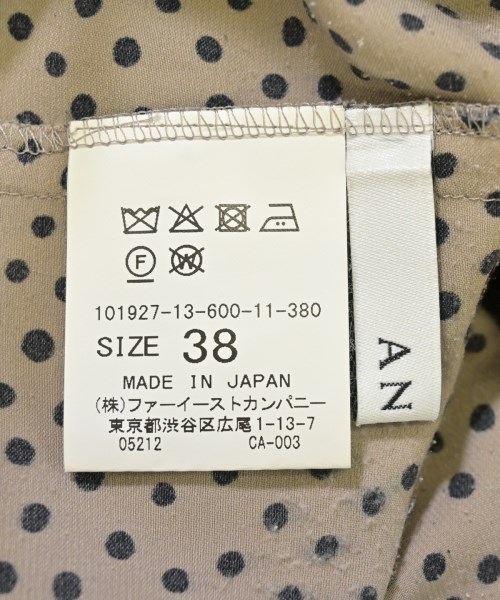 F W
101927-13-600-11-380
SIZE 38
MADE IN JAPAN
(株)ファーイーストカンパニー
東京都渋谷区広尾1-13-7
05212 CA-003
AN